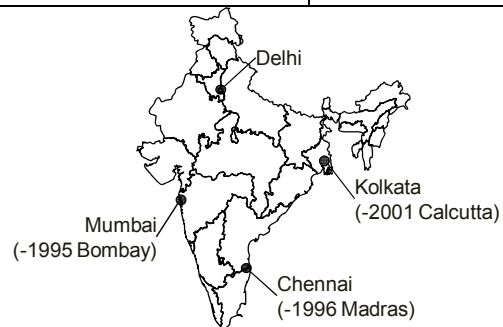 Delhi
Kolkata
(-2001 Calcutta)
Mumbai
(-1995 Bombay)
Chennai
(-1996 Madras)